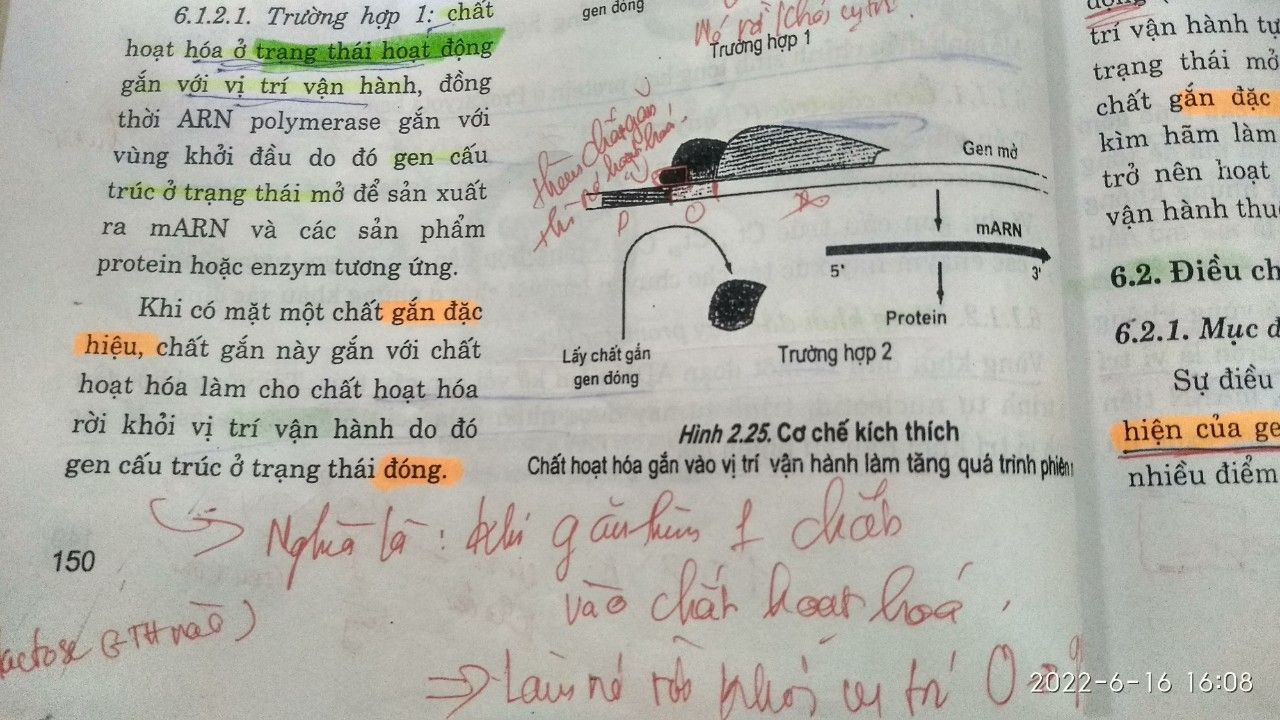 6.1.2.1. Trường hợp 1: chất
hoạt hóa ở trạng thái hoạt động
gắn với vị trí vận hành, đồng
thời ARN polymerase gắn với
vùng khởi đầu do đó gen cấu
trúc ở trạng thái mở để sản xuất
ra mARN và các sản phẩm
protein hoặc enzym tương ứng.
Khi có mặt một chất gắn đặc
hiệu, chất gắn này gắn với chất
hoạt hóa làm cho chất hoạt hóa
rời khỏi vị trí vận hành do đó
gen cấu trúc ở trạng thái đóng.
Nghĩa là: khi gắn thêm 1 chất
vào chất hoạt hoá.
=> Làm nó rời khỏi vị trí O
150
lactose (=TH nào)
gen đóng
Nó rời khỏi vị trí
Trường hợp 1
thêm chất gắn
thì nó hoạt hoá.
Gen mở
P
O
mARN
5'
3'
Protein
Lấy chất gắn
gen đóng
Trường hợp 2
Hình 2.25. Cơ chế kích thích
Chất hoạt hóa gắn vào vị trí vận hành làm tăng quá trình phiên
trí vận hành tự
trạng thái mở
chất gắn đặc
kìm hãm làm
trở nên hoạt
vận hành thu
6.2. Điều ch
6.2.1. Mục đ
Sự điều
hiện của ge
nhiều điểm
2022-6-16 16:08